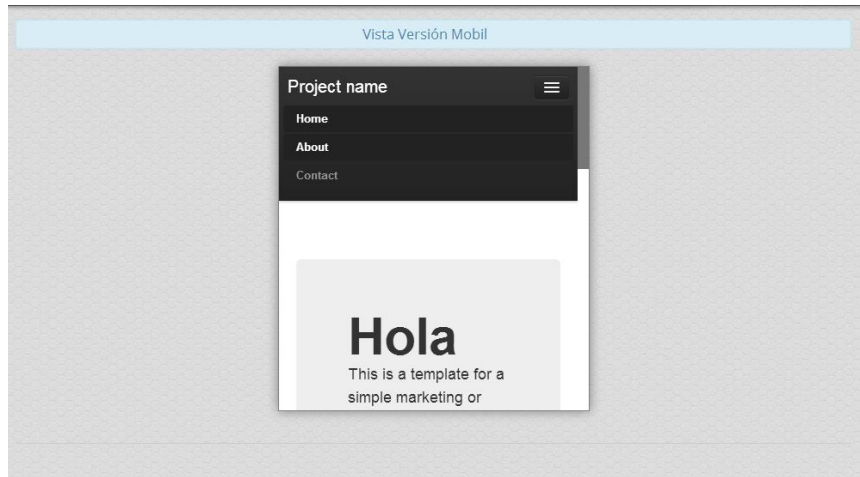 Vista Versión Mobil
Project name
Home
About
Contact
Hola
This is a template for a
simple marketing or